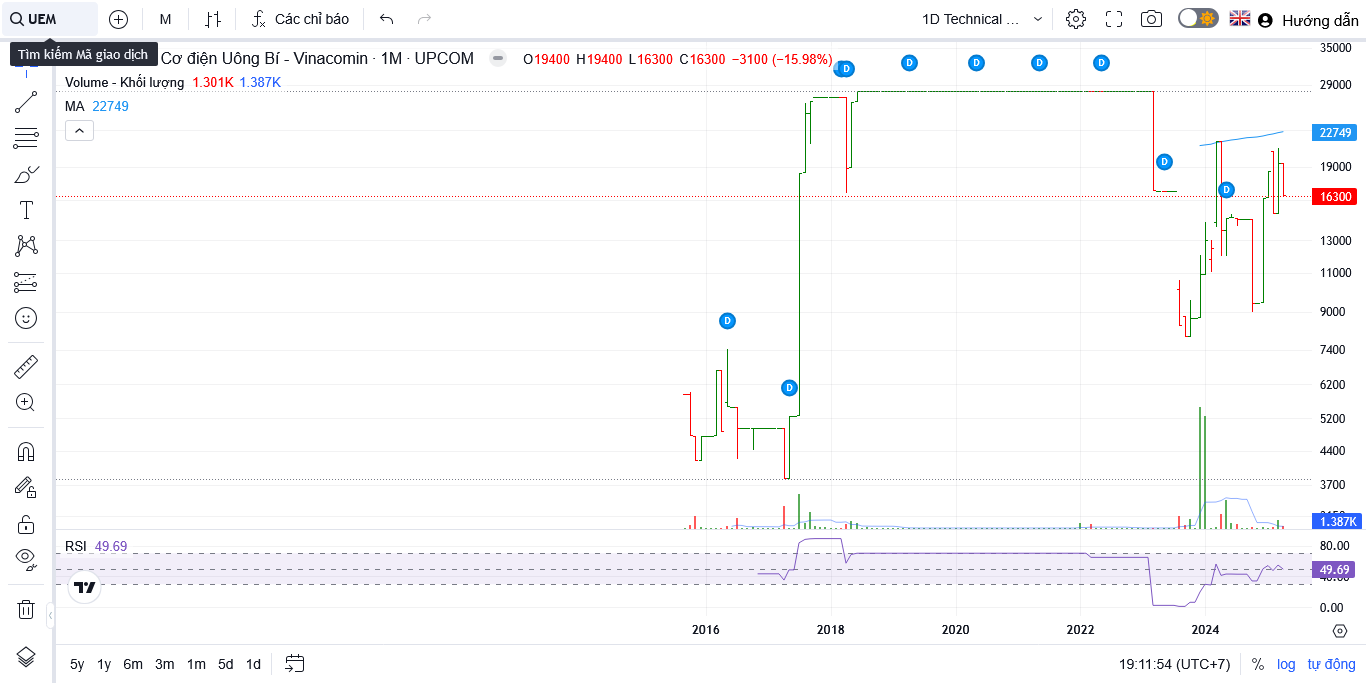 UEM M Các chỉ báo 1D Technical ... Hướng dẫn
Tìm kiếm Mã giao dịch
Cơ điện Uông Bí - Vinacomin · 1M · UPCOM O19400 H19400 L16300 C16300 −3100 (−15.98%)
Volume - Khối lượng 1.301K 1.387K
MA 22749
D
D
D
D
D
D
D
D
D
D
35000
29000
22749
19000
16300
13000
11000
9000
7400
6200
5200
4400
3700
1.387K
RSI 49.69
80.00
49.69
0.00
2016 2018 2020 2022 2024
5y 1y 6m 3m 1m 5d 1d 19:11:54 (UTC+7) % log tự động